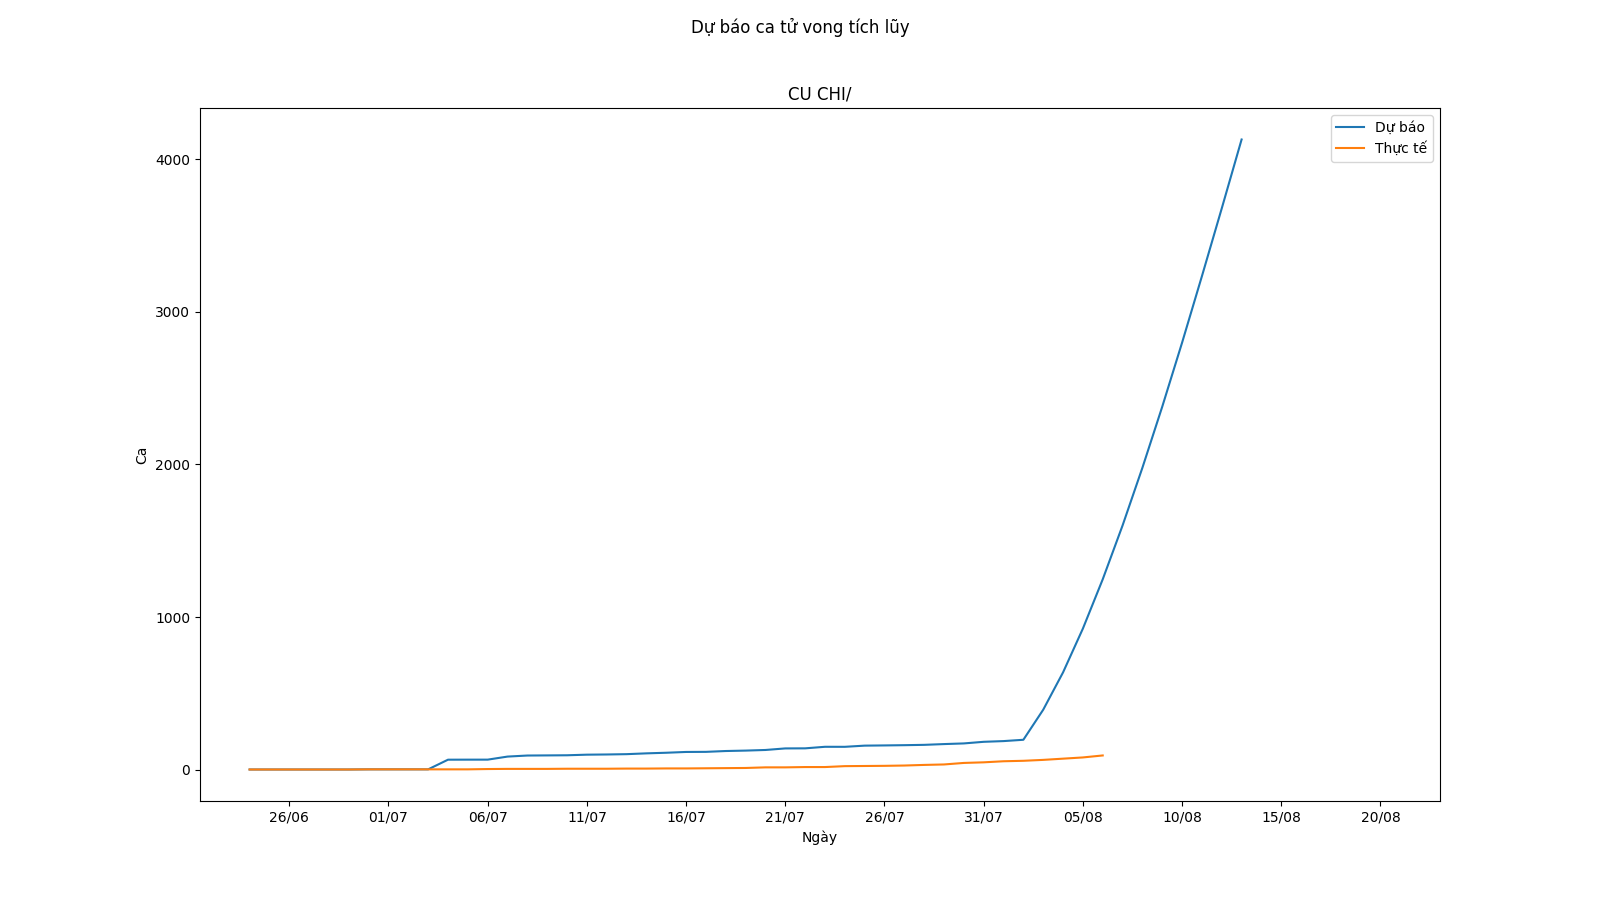 Dự báo ca tử vong tích lũy
CU CHI/
Dự báo
Thực tế
4000
3000
2000
1000
0
Ca
26/06 01/07 06/07 11/07 16/07 21/07 26/07 31/07 05/08 10/08 15/08 20/08
Ngày